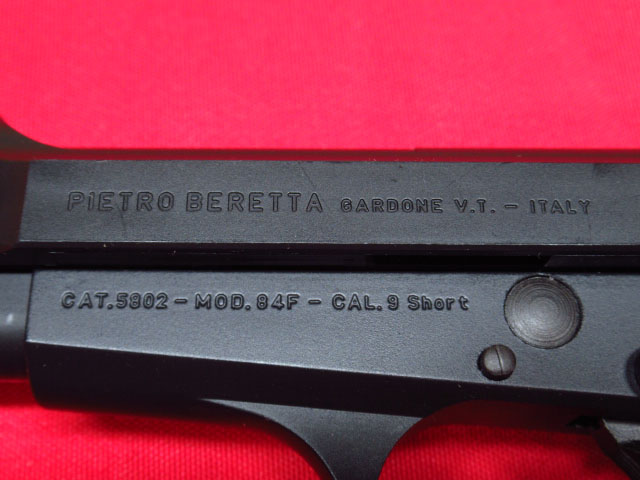 PiETRO BERETTA GARDONE V.T. - ITALY
CAT.5802 - MOD. 84F - CAL. 9 Short